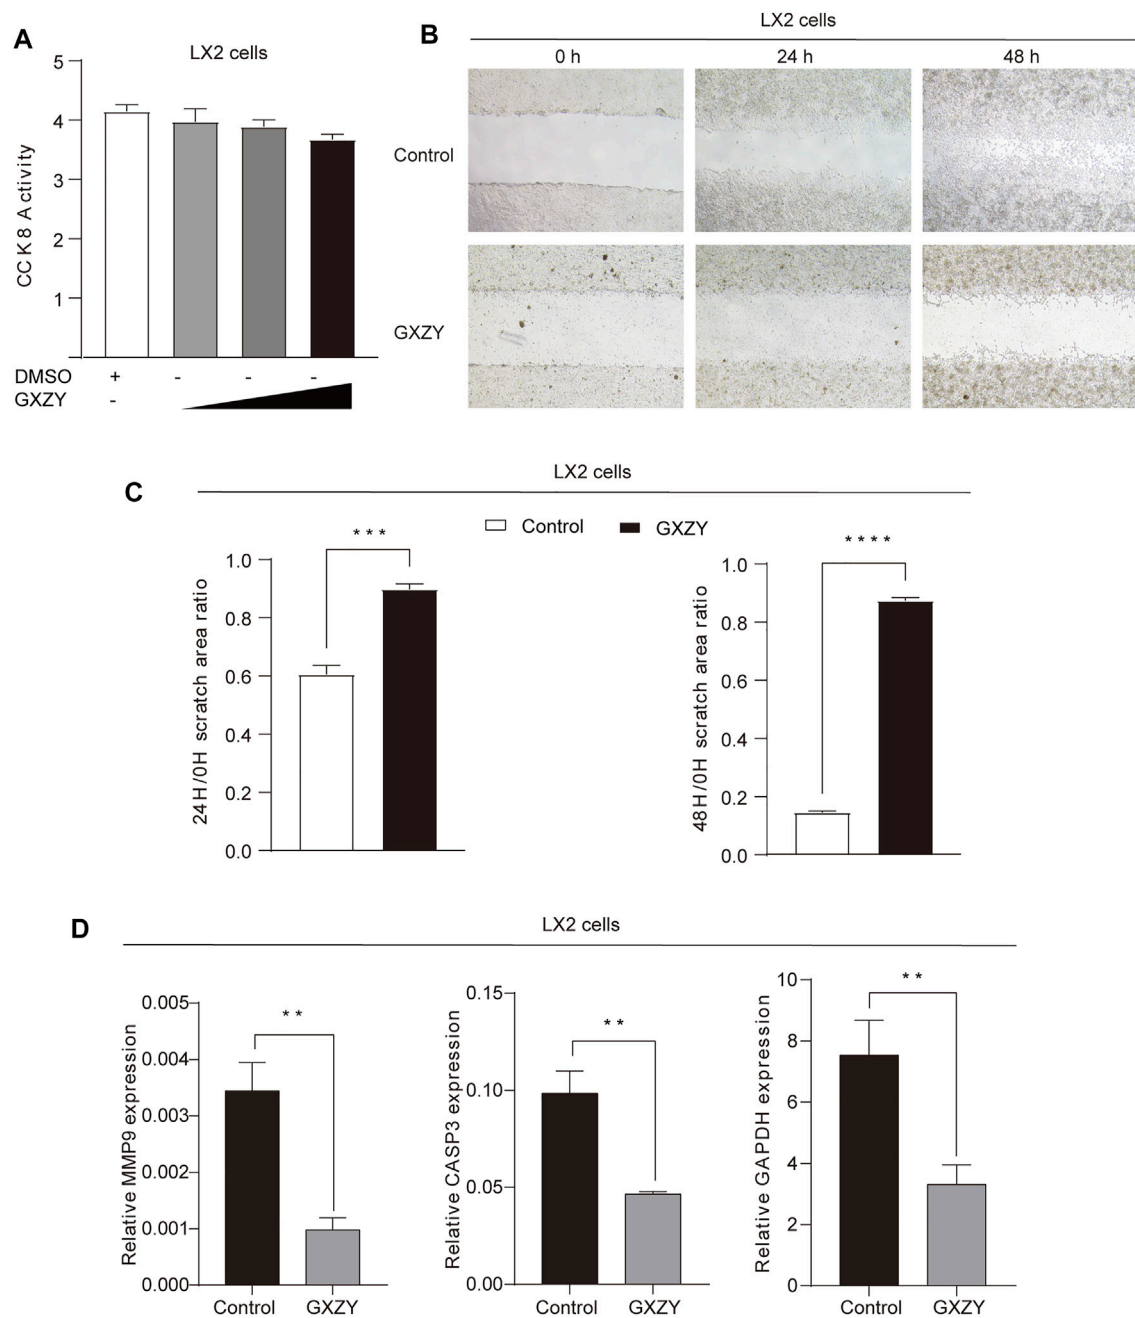 A
LX2 cells
CCK8 Activity
5
4
3
2
1
DMSO + - - -
GXZY -
B
LX2 cells
0 h 24 h 48 h
Control
GXZY
C
LX2 cells
Control GXZY
24H/0H scratch area ratio
1.0
0.8
0.6
0.4
0.2
0.0
***
48H/0H scratch area ratio
1.0
0.8
0.6
0.4
0.2
0.0
****
D
LX2 cells
Relative MMP9 expression
0.005
0.004
0.003
0.002
0.001
0.000
**
Control GXZY
Relative CASP3 expression
0.15
0.10
0.05
0.00
**
Control GXZY
Relative GAPDH expression
10
8
6
4
2
0
**
Control GXZY